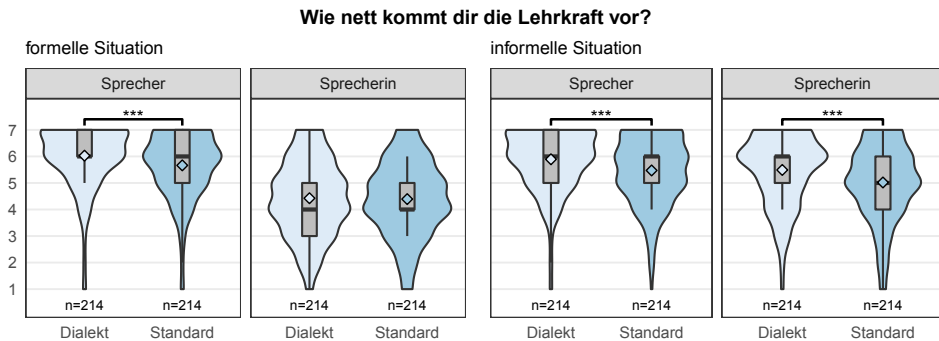 Wie nett kommt dir die Lehrkraft vor?
formelle Situation
informelle Situation
Sprecher
Sprecherin
Sprecher
Sprecherin
***
***
***
7
6
5
4
3
2
1
n=214
n=214
n=214
n=214
n=214
n=214
n=214
n=214
Dialekt
Standard
Dialekt
Standard
Dialekt
Standard
Dialekt
Standard